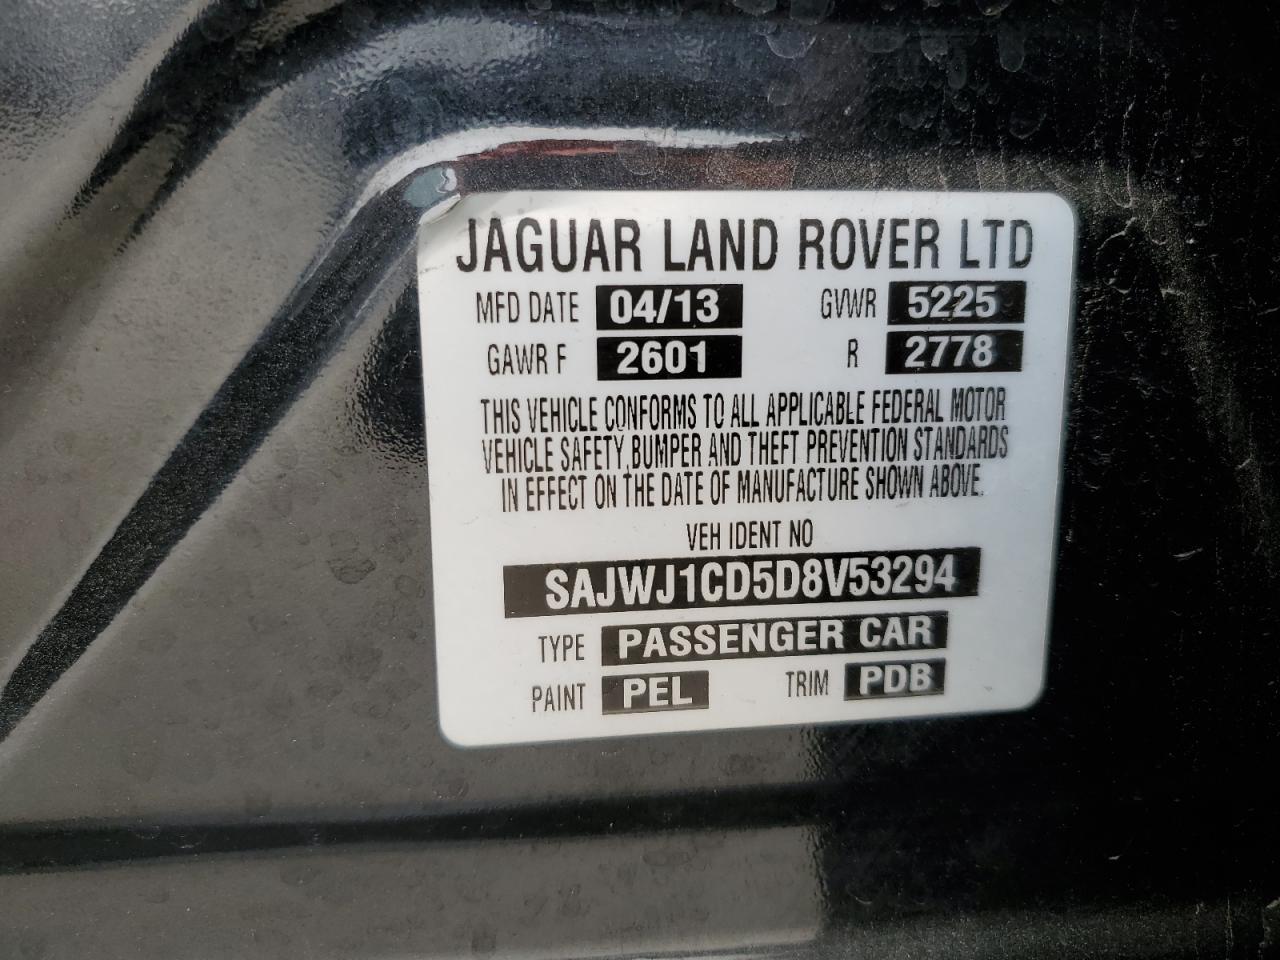 JAGUAR LAND ROVER LTD
MFD DATE 04/13 GVWR 5225
GAWR F 2601 R 2778
THIS VEHICLE CONFORMS TO ALL APPLICABLE FEDERAL MOTOR
VEHICLE SAFETY, BUMPER AND THEFT PREVENTION STANDARDS
IN EFFECT ON THE DATE OF MANUFACTURE SHOWN ABOVE.
VEH IDENT NO
SAJWJ1CD5D8V53294
TYPE PASSENGER CAR
PAINT PEL TRIM PDB